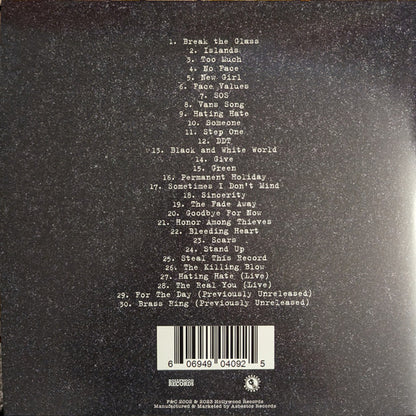 1. Break the Glass
2. Islands
3. Too Much
4. No Face
5. New Girl
6. Face Values
7. SOS
8. Vans Song
9. Hating Hate
10. Someone
11. Step One
12. DDT
13. Black and White World
14. Give
15. Green
16. Permanent Holiday
17. Sometimes I Don't Mind
18. Sincerity
19. The Fade Away
20. Goodbye For Now
21. Honor Among Thieves
22. Bleeding Heart
23. Scars
24. Stand Up
25. Steal This Record
26. The Killing Blow
27. Hating Hate (Live)
28. The Real You (Live)
29. For The Day (Previously Unreleased)
30. Brass Ring (Previously Unreleased)
6 06949 04092 5
HOLLYWOOD
RECORDS
P&C 2002 & 2023 Hollywood Records
Manufactured & Marketed by Asbestos Records